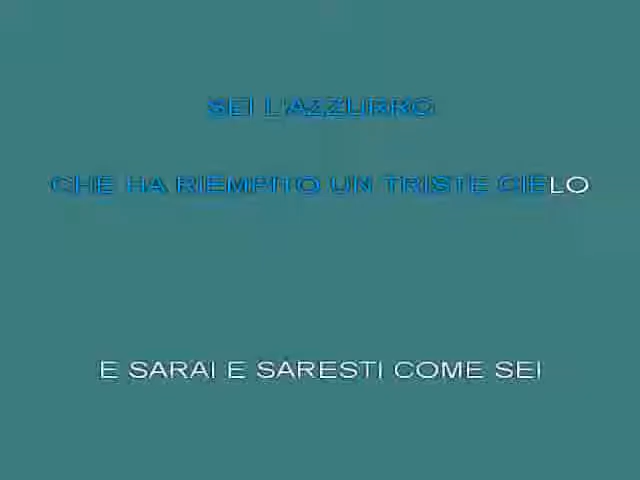 SEI L'AZZURRO
CHE HA RIEMPITO UN TRISTE CIELO
E SARAI E SARESTI COME SEI